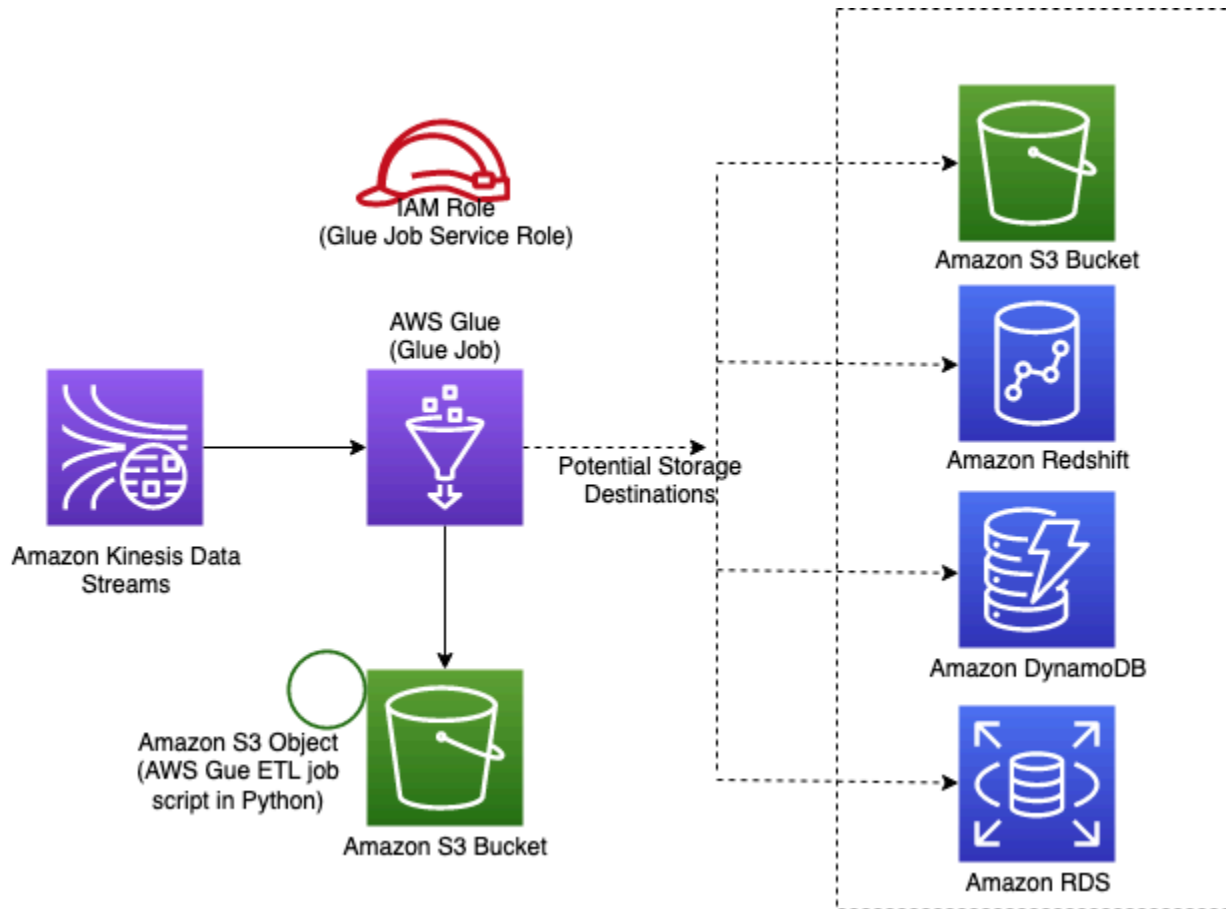 IAM Role
(Glue Job Service Role)
AWS Glue
(Glue Job)
Amazon Kinesis Data
Streams
Potential Storage
Destinations
Amazon S3 Object
(AWS Gue ETL job
script in Python)
Amazon S3 Bucket
Amazon S3 Bucket
Amazon Redshift
Amazon DynamoDB
Amazon RDS